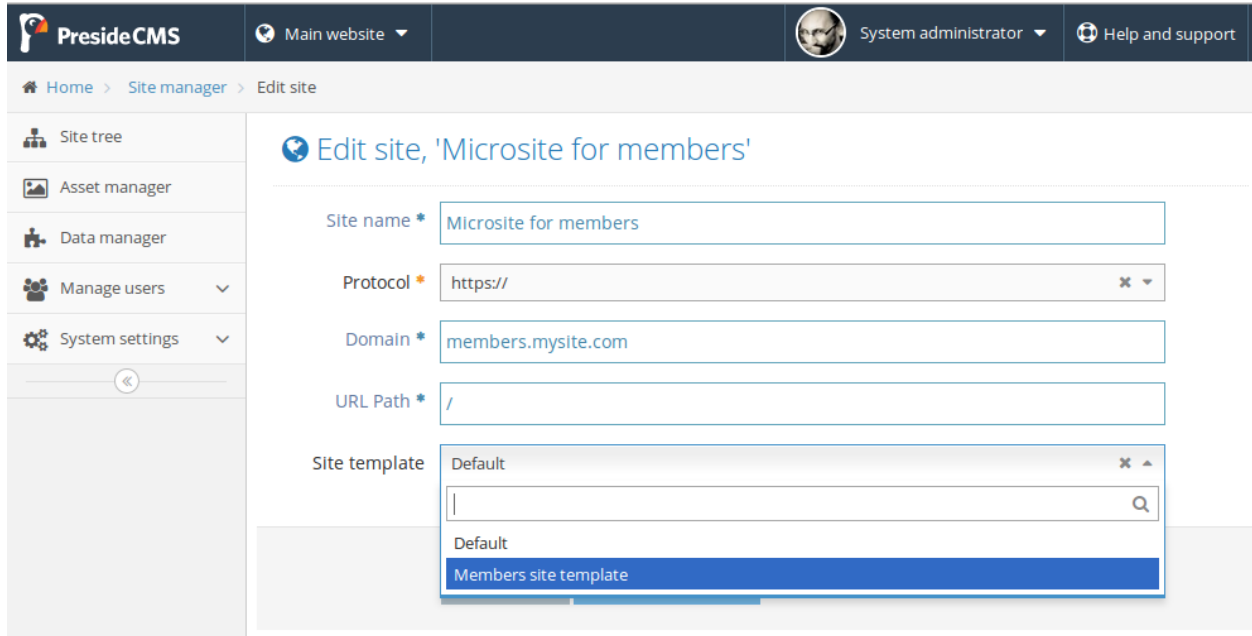 PresideCMS Main website System administrator Help and support
Home > Site manager > Edit site
Site tree
Asset manager
Data manager
Manage users
System settings
Edit site, 'Microsite for members'
Site name * Microsite for members
Protocol * https://
Domain * members.mysite.com
URL Path * /
Site template Default
Default
Members site template